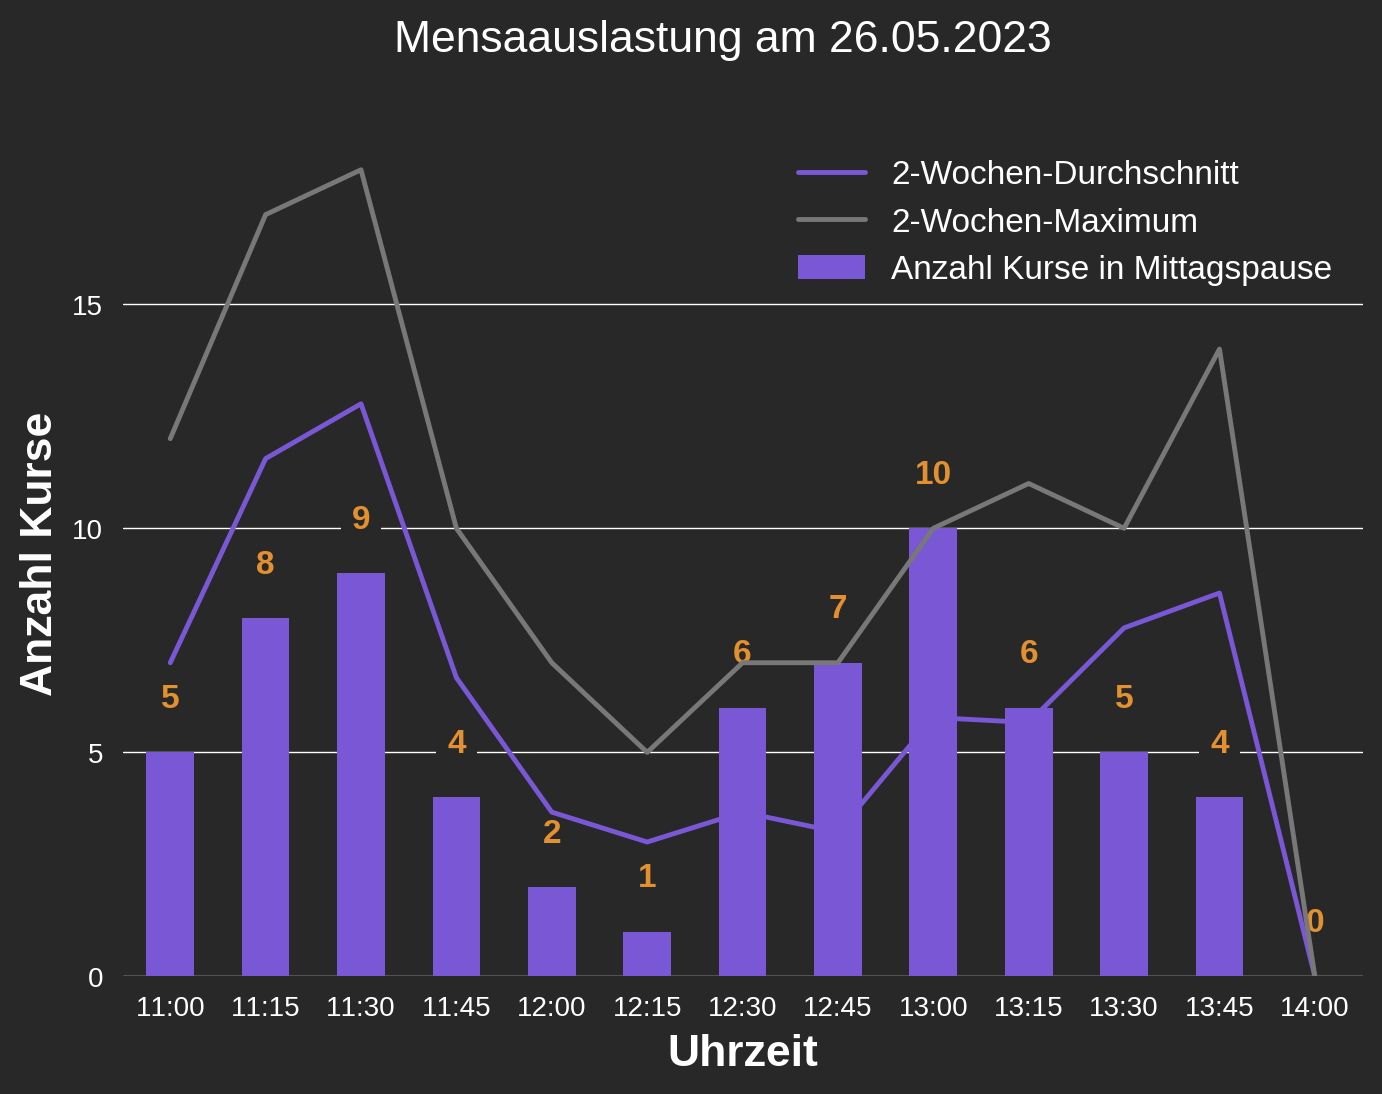 Mensaauslastung am 26.05.2023
2-Wochen-Durchschnitt
2-Wochen-Maximum
Anzahl Kurse in Mittagspause
Anzahl Kurse
15
10
5
0
5
8
9
4
2
1
6
7
10
6
5
4
0
11:00 11:15 11:30 11:45 12:00 12:15 12:30 12:45 13:00 13:15 13:30 13:45 14:00
Uhrzeit